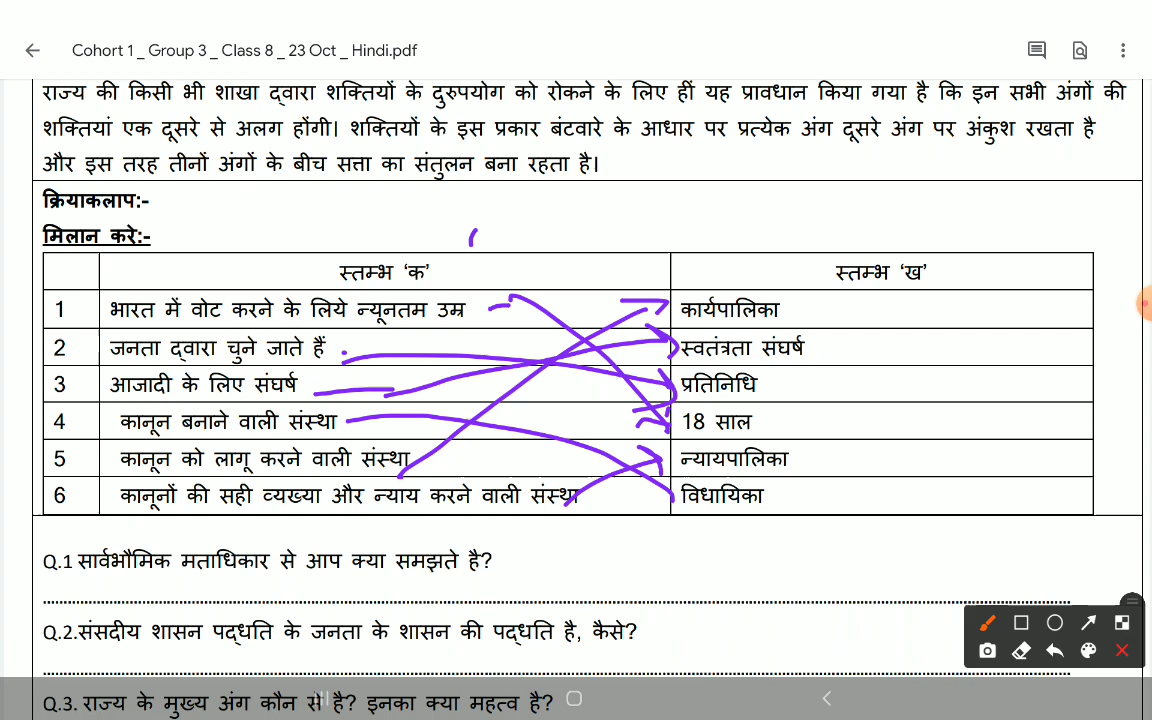 Cohort 1 _ Group 3 _ Class 8 _ 23 Oct _ Hindi.pdf
राज्य की किसी भी शाखा द्वारा शक्तियों के दुरुपयोग को रोकने के लिए हीं यह प्रावधान किया गया है कि इन सभी अंगों की
शक्तियां एक दूसरे से अलग होंगी। शक्तियों के इस प्रकार बंटवारे के आधार पर प्रत्येक अंग दूसरे अंग पर अंकुश रखता है
और इस तरह तीनों अंगों के बीच सत्ता का संतुलन बना रहता है।
क्रियाकलाप:-
मिलान करे:-
स्तम्भ ‘क’ स्तम्भ ‘ख’
1 भारत में वोट करने के लिये न्यूनतम उम्र कार्यपालिका
2 जनता द्वारा चुने जाते हैं स्वतंत्रता संघर्ष
3 आजादी के लिए संघर्ष प्रतिनिधि
4 कानून बनाने वाली संस्था 18 साल
5 कानून को लागू करने वाली संस्था न्यायपालिका
6 कानूनों की सही व्यख्या और न्याय करने वाली संस्था विधायिका
Q.1 सार्वभौमिक मताधिकार से आप क्या समझते है?
Q.2.संसदीय शासन पद्धति के जनता के शासन की पद्धति है, कैसे?
Q.3. राज्य के मुख्य अंग कौन से है? इनका क्या महत्व है?